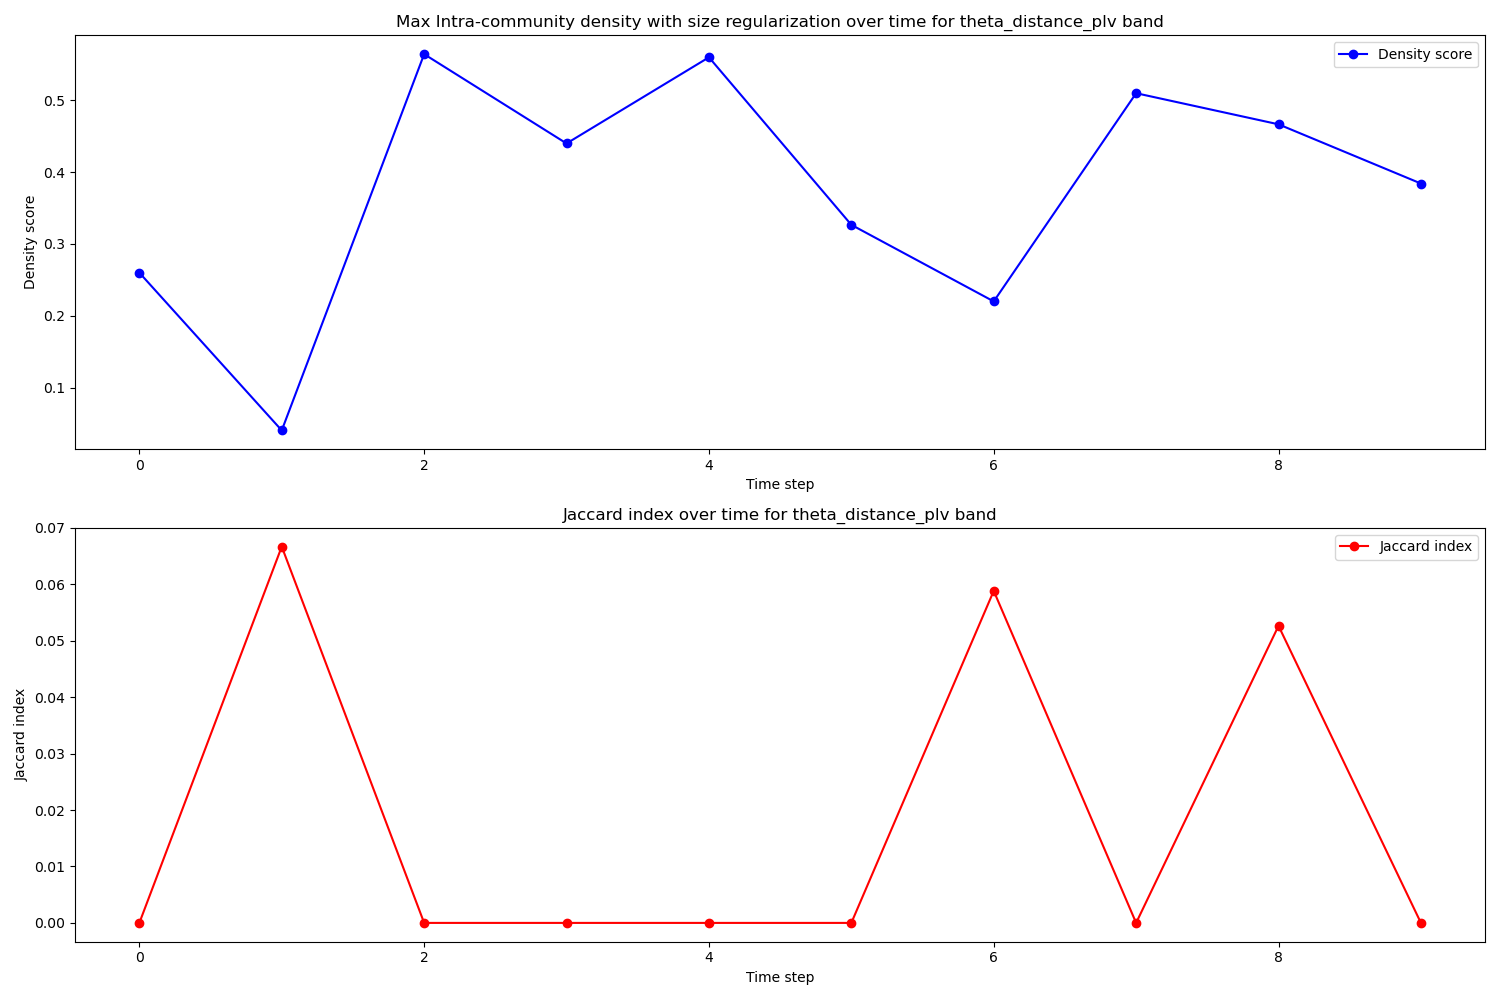 Max Intra-community density with size regularization over time for theta_distance_plv band
Density score
0.5
0.4
0.3
0.2
0.1
Density score
0 2 4 6 8
Time step
Jaccard index over time for theta_distance_plv band
Jaccard index
0.07
0.06
0.05
0.04
0.03
0.02
0.01
0.00
Jaccard index
0 2 4 6 8
Time step